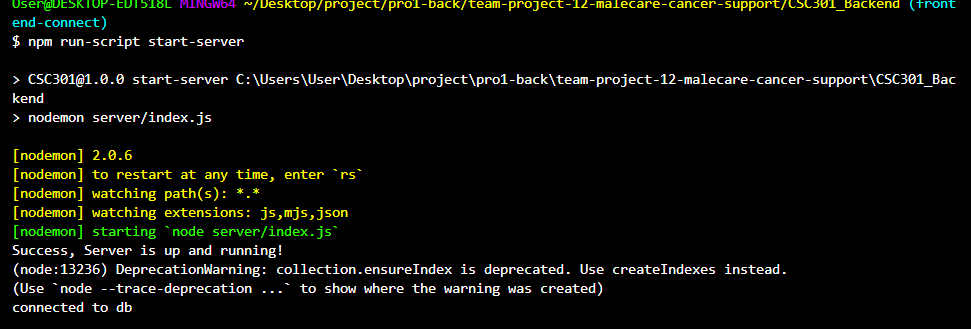 User@DESKTOP-EDT518L MINGW64 ~/Desktop/project/pro1-back/team-project-12-malecare-cancer-support/CSC301_Backend (front
end-connect)
$ npm run-script start-server
> CSC301@1.0.0 start-server C:\Users\User\Desktop\project\pro1-back\team-project-12-malecare-cancer-support\CSC301_Bac
kend
> nodemon server/index.js
[nodemon] 2.0.6
[nodemon] to restart at any time, enter `rs`
[nodemon] watching path(s): *.*
[nodemon] watching extensions: js,mjs,json
[nodemon] starting `node server/index.js`
Success, Server is up and running!
(node:13236) DeprecationWarning: collection.ensureIndex is deprecated. Use createIndexes instead.
(Use `node --trace-deprecation ...` to show where the warning was created)
connected to db